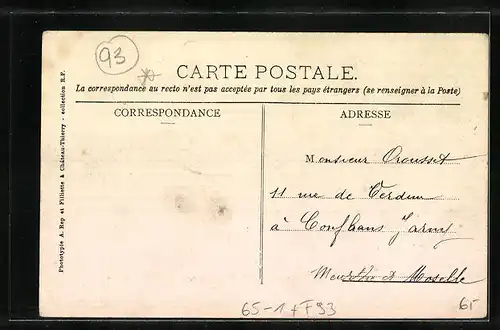 93
CARTE POSTALE.
La correspondance au recto n'est pas acceptée par tous les pays étrangers (se renseigner à la Poste)
CORRESPONDANCE
ADRESSE
Monsieur
11 rue de Verdun
à Conflans Jarny
Meurthe et Moselle
65-1 + F93
65
Phototypie A. Rep et Filliette à Château-Thierry - collection R.F.